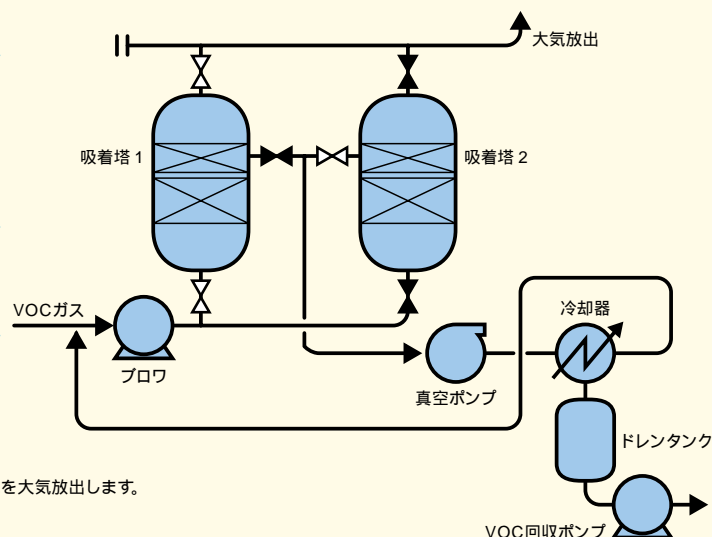 大気放出
吸着塔 1
吸着塔 2
VOCガス
冷却器
ブロワ
真空ポンプ
ドレンタンク
を大気放出します。
VOC回収ポンプ